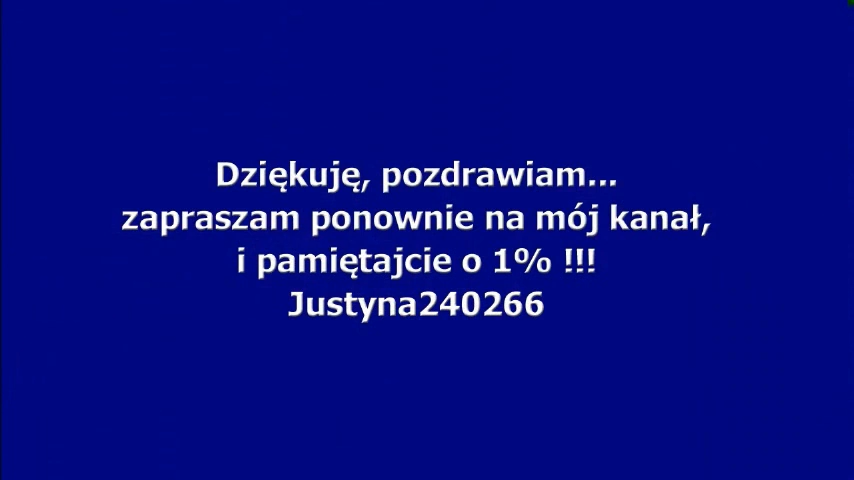 Dziękuję, pozdrawiam...
zapraszam ponownie na mój kanał,
i pamiętajcie o 1% !!!
Justyna240266